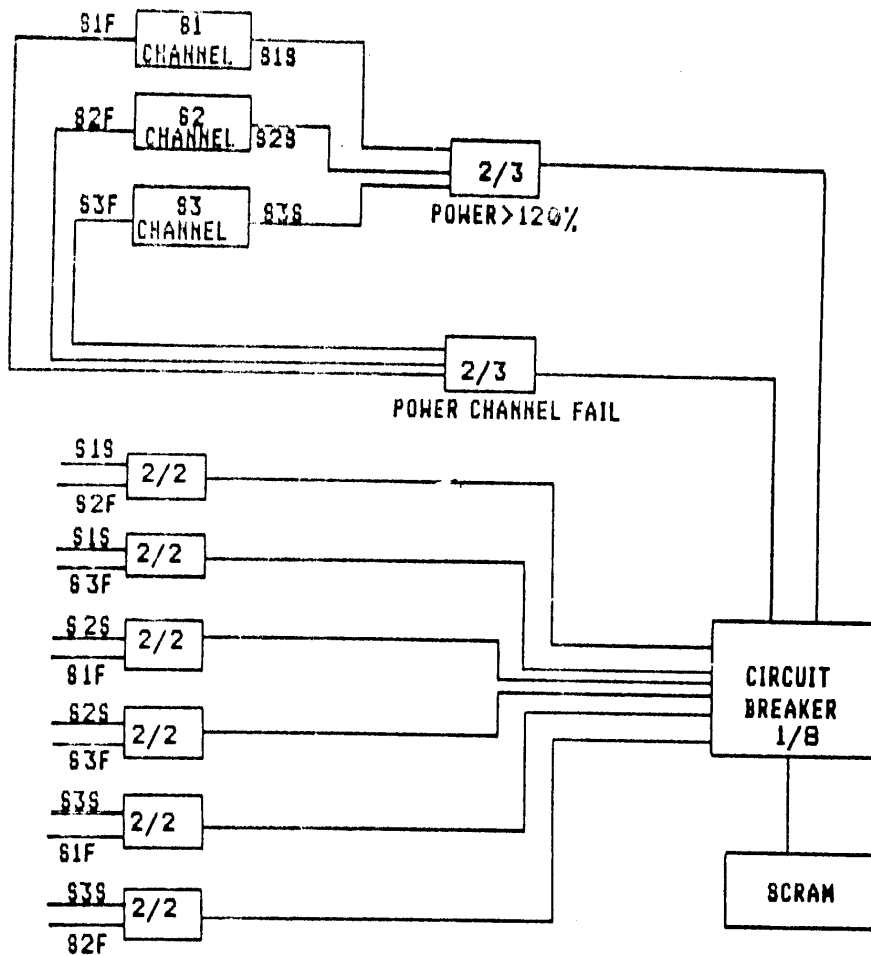 S1F
S1
CHANNEL
S1S
S2F
S2
CHANNEL
S2S
S3F
S3
CHANNEL
S3S
2/3
POWER>120%
2/3
POWER CHANNEL FAIL
S1S
2/2
S2F
S1S
2/2
S3F
S2S
2/2
S1F
S2S
2/2
S3F
S3S
2/2
S1F
S3S
2/2
S2F
CIRCUIT
BREAKER
1/8
SCRAM